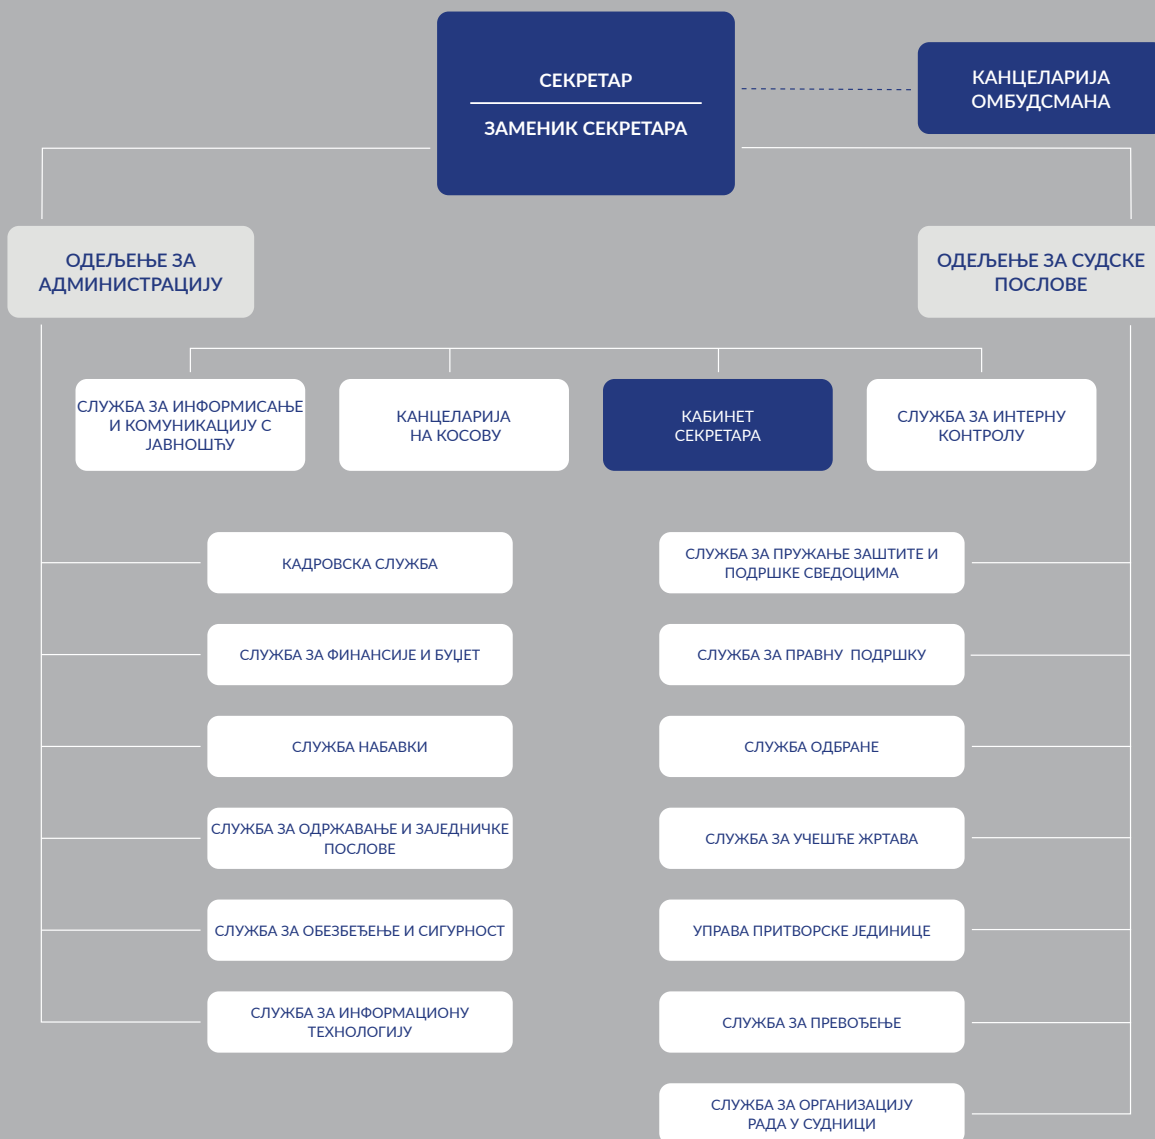 СЕКРЕТАР
ЗАМЕНИК СЕКРЕТАРА
КАНЦЕЛАРИЈА
ОМБУДСМАНА
ОДЕЉЕЊЕ ЗА
АДМИНИСТРАЦИЈУ
ОДЕЉЕЊЕ ЗА СУДСКЕ
ПОСЛОВЕ
СЛУЖБА ЗА ИНФОРМИСАЊЕ
И КОМУНИКАЦИЈУ С
ЈАВНОШЋУ
КАНЦЕЛАРИЈА
НА КОСОВУ
КАБИНЕТ
СЕКРЕТАРА
СЛУЖБА ЗА ИНТЕРНУ
КОНТРОЛУ
КАДРОВСКА СЛУЖБА
СЛУЖБА ЗА ФИНАНСИЈЕ И БУЏЕТ
СЛУЖБА НАБАВКИ
СЛУЖБА ЗА ОДРЖАВАЊЕ И ЗАЈЕДНИЧКЕ
ПОСЛОВЕ
СЛУЖБА ЗА ОБЕЗБЕЂЕЊЕ И СИГУРНОСТ
СЛУЖБА ЗА ИНФОРМАЦИОНУ
ТЕХНОЛОГИЈУ
СЛУЖБА ЗА ПРУЖАЊЕ ЗАШТИТЕ И
ПОДРШКЕ СВЕДОЦИМА
СЛУЖБА ЗА ПРАВНУ ПОДРШКУ
СЛУЖБА ОДБРАНЕ
СЛУЖБА ЗА УЧЕШЋЕ ЖРТАВА
УПРАВА ПРИТВОРСКЕ ЈЕДИНИЦЕ
СЛУЖБА ЗА ПРЕВОЂЕЊЕ
СЛУЖБА ЗА ОРГАНИЗАЦИЈУ
РАДА У СУДНИЦИ